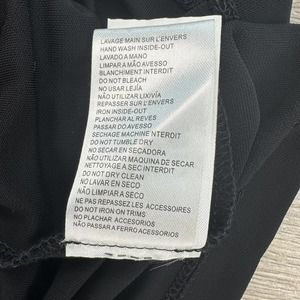 LAVAGE MAIN SUR L'ENVERS
HAND WASH INSIDE-OUT
LAVADO A MANO
LIMPAR A MÃO AVESSO
BLANCHIMENT INTERDIT
DO NOT BLEACH
NO USAR LEJÍA
NÃO UTILIZAR LIXÍVIA
REPASSER SUR L'ENVERS
IRON INSIDE-OUT
PLANCHAR AL REVES
PASSAR DO AVESSO
SECHAGE MACHINE INTERDIT
DO NOT TUMBLE DRY
NO SECAR EN SECADORA
NÃO UTILIZAR MAQUINA DE SECAR
NETTOYAGE A SEC INTERDIT
DO NOT DRY CLEAN
NO LAVAR EN SECO
NÃO LIMPIAR A SECO
NE PAS REPASSEZ LES ACCESSOIRES
DO NOT IRON ON TRIMS
NO PLACHAR ACCESORIOS
NÃO PASSAR A FERRO ACESORIOS